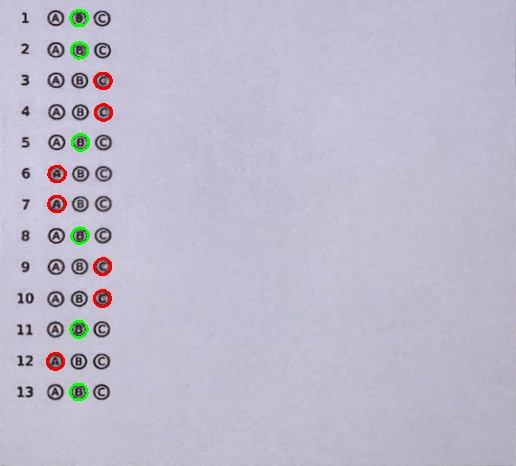 1 A B C
2 A B C
3 A B C
4 A B C
5 A B C
6 A B C
7 A B C
8 A B C
9 A B C
10 A B C
11 A B C
12 A B C
13 A B C